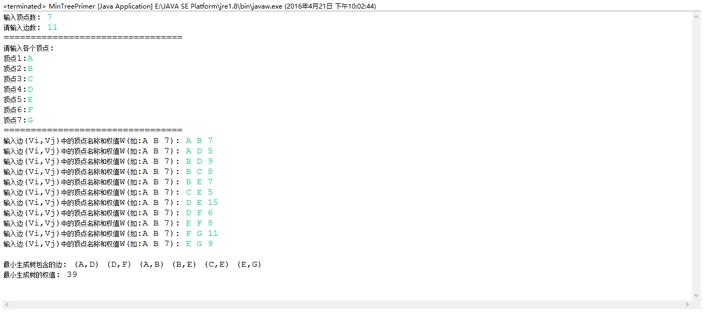 <terminated> MinTreePrimer [Java Application] E:\JAVA SE Platform\jre1.8\bin\javaw.exe (2016年4月21日 下午10:02:44)
输入顶点数: 7
请输入边数: 11
=================================
请输入各个顶点:
顶点1:A
顶点2:B
顶点3:C
顶点4:D
顶点5:E
顶点6:F
顶点7:G
=================================
输入边(Vi,Vj)中的顶点名称和权值W(如:A B 7): A B 7
输入边(Vi,Vj)中的顶点名称和权值W(如:A B 7): A D 5
输入边(Vi,Vj)中的顶点名称和权值W(如:A B 7): B D 9
输入边(Vi,Vj)中的顶点名称和权值W(如:A B 7): B C 8
输入边(Vi,Vj)中的顶点名称和权值W(如:A B 7): B E 7
输入边(Vi,Vj)中的顶点名称和权值W(如:A B 7): C E 5
输入边(Vi,Vj)中的顶点名称和权值W(如:A B 7): D E 15
输入边(Vi,Vj)中的顶点名称和权值W(如:A B 7): D F 6
输入边(Vi,Vj)中的顶点名称和权值W(如:A B 7): E F 8
输入边(Vi,Vj)中的顶点名称和权值W(如:A B 7): F G 11
输入边(Vi,Vj)中的顶点名称和权值W(如:A B 7): E G 9
最小生成树包含的边: (A,D) (D,F) (A,B) (B,E) (C,E) (E,G)
最小生成树的权值: 39